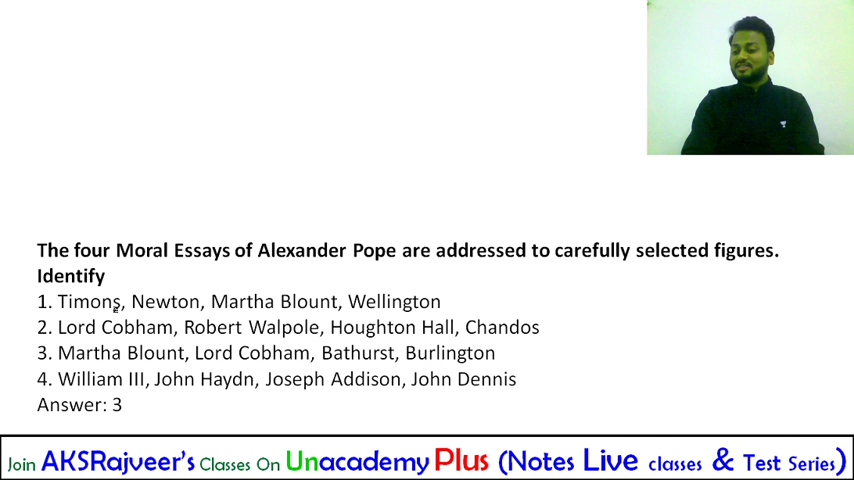 The four Moral Essays of Alexander Pope are addressed to carefully selected figures.
Identify
1. Timons, Newton, Martha Blount, Wellington
2. Lord Cobham, Robert Walpole, Houghton Hall, Chandos
3. Martha Blount, Lord Cobham, Bathurst, Burlington
4. William III, John Haydn, Joseph Addison, John Dennis
Answer: 3
Join AKSRajveer's Classes On Unacademy Plus (Notes Live classes & Test Series)